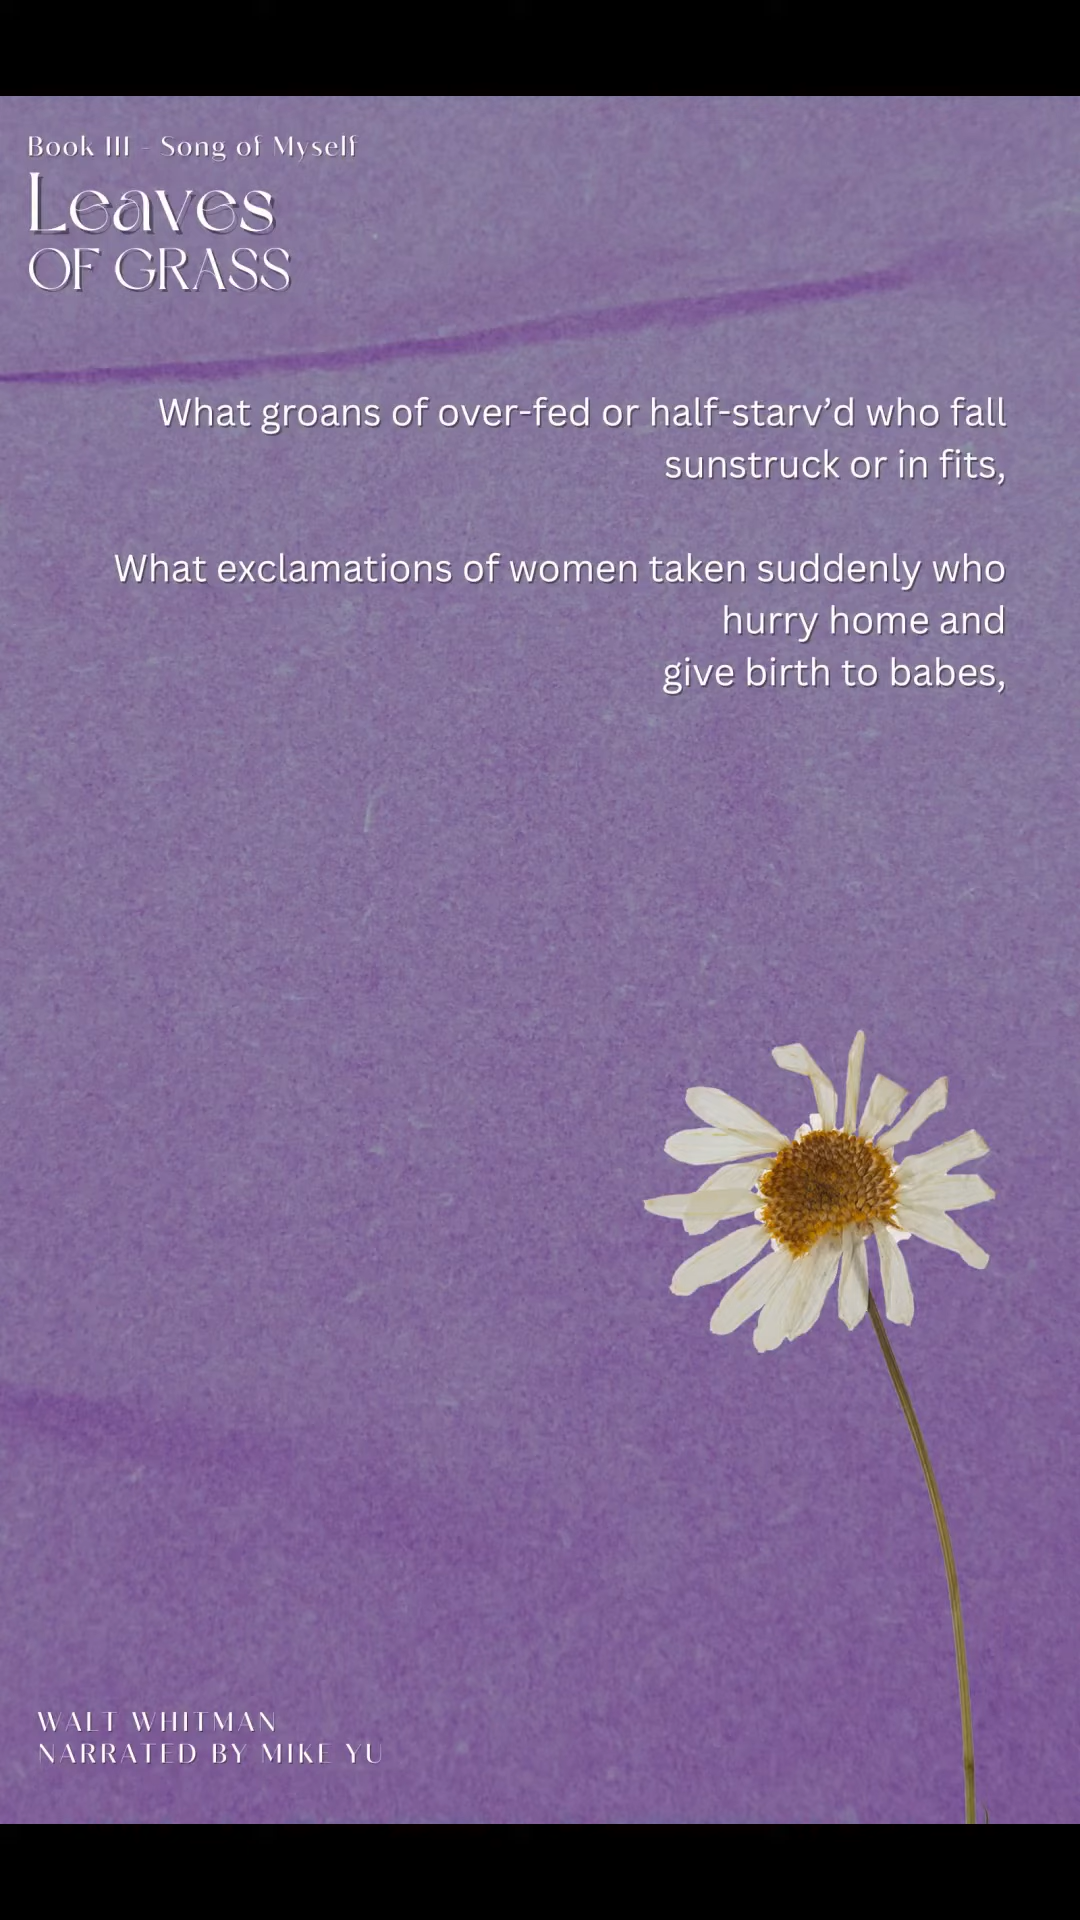 Book III - Song of Myself
Leaves
OF GRASS
What groans of over-fed or half-starv’d who fall
sunstruck or in fits,
What exclamations of women taken suddenly who
hurry home and
give birth to babes,
WALT WHITMAN
NARRATED BY MIKE YU